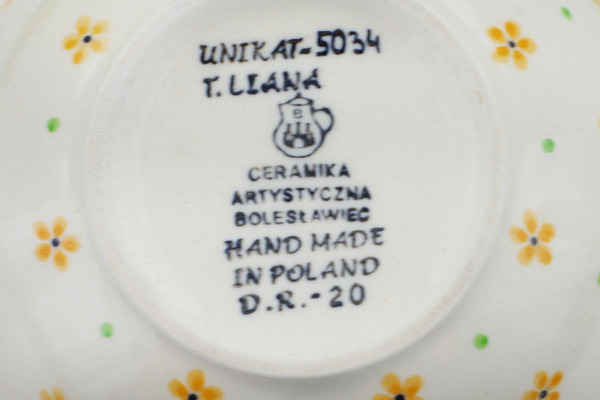 UNIKAT-5034
T. LIANA
B
CERAMIKA
ARTYSTYCZNA
BOLESŁAWIEC
HAND MADE
IN POLAND
D.R.-20